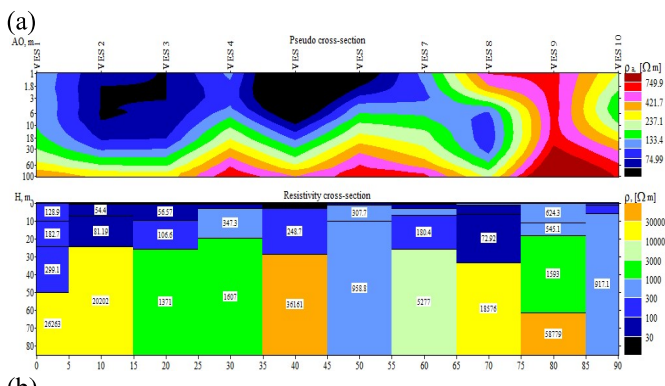 (a)
AO, m
Pseudo cross-section
VES 1 VES 2 VES 3 VES 4 VES VES VES 7 VES 8 VES 9 VES 10
ρa, [Ω m]
1
1.8
3
6
10
18
30
60
100
749.9
421.7
237.1
133.4
74.99
H, m
Resistivity cross-section
ρ, [Ω m]
0
10
20
30
40
50
60
70
80
128.9 54.4 56.57 307.7 624.3
182.7 81.19 106.6 347.3 248.7 180.4 72.92 545.1
299.1 20202 1371 1607 36161 958.8 5277 18576 1593 917.1
26263 58779
30000
10000
3000
1000
300
100
30
0 5 10 15 20 25 30 35 40 45 50 55 60 65 70 75 80 85 90